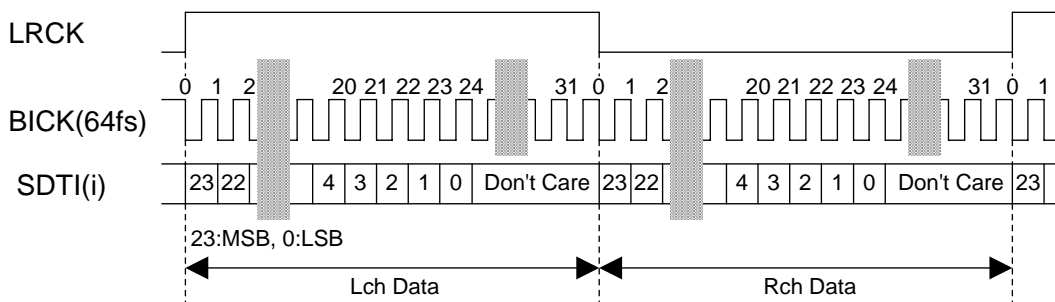 LRCK
0 1 2 20 21 22 23 24 31 0 1 2 20 21 22 23 24 31 0 1
BICK(64fs)
SDTI(i) 23 22 4 3 2 1 0 Don't Care 23 22 4 3 2 1 0 Don't Care 23
23:MSB, 0:LSB
Lch Data Rch Data